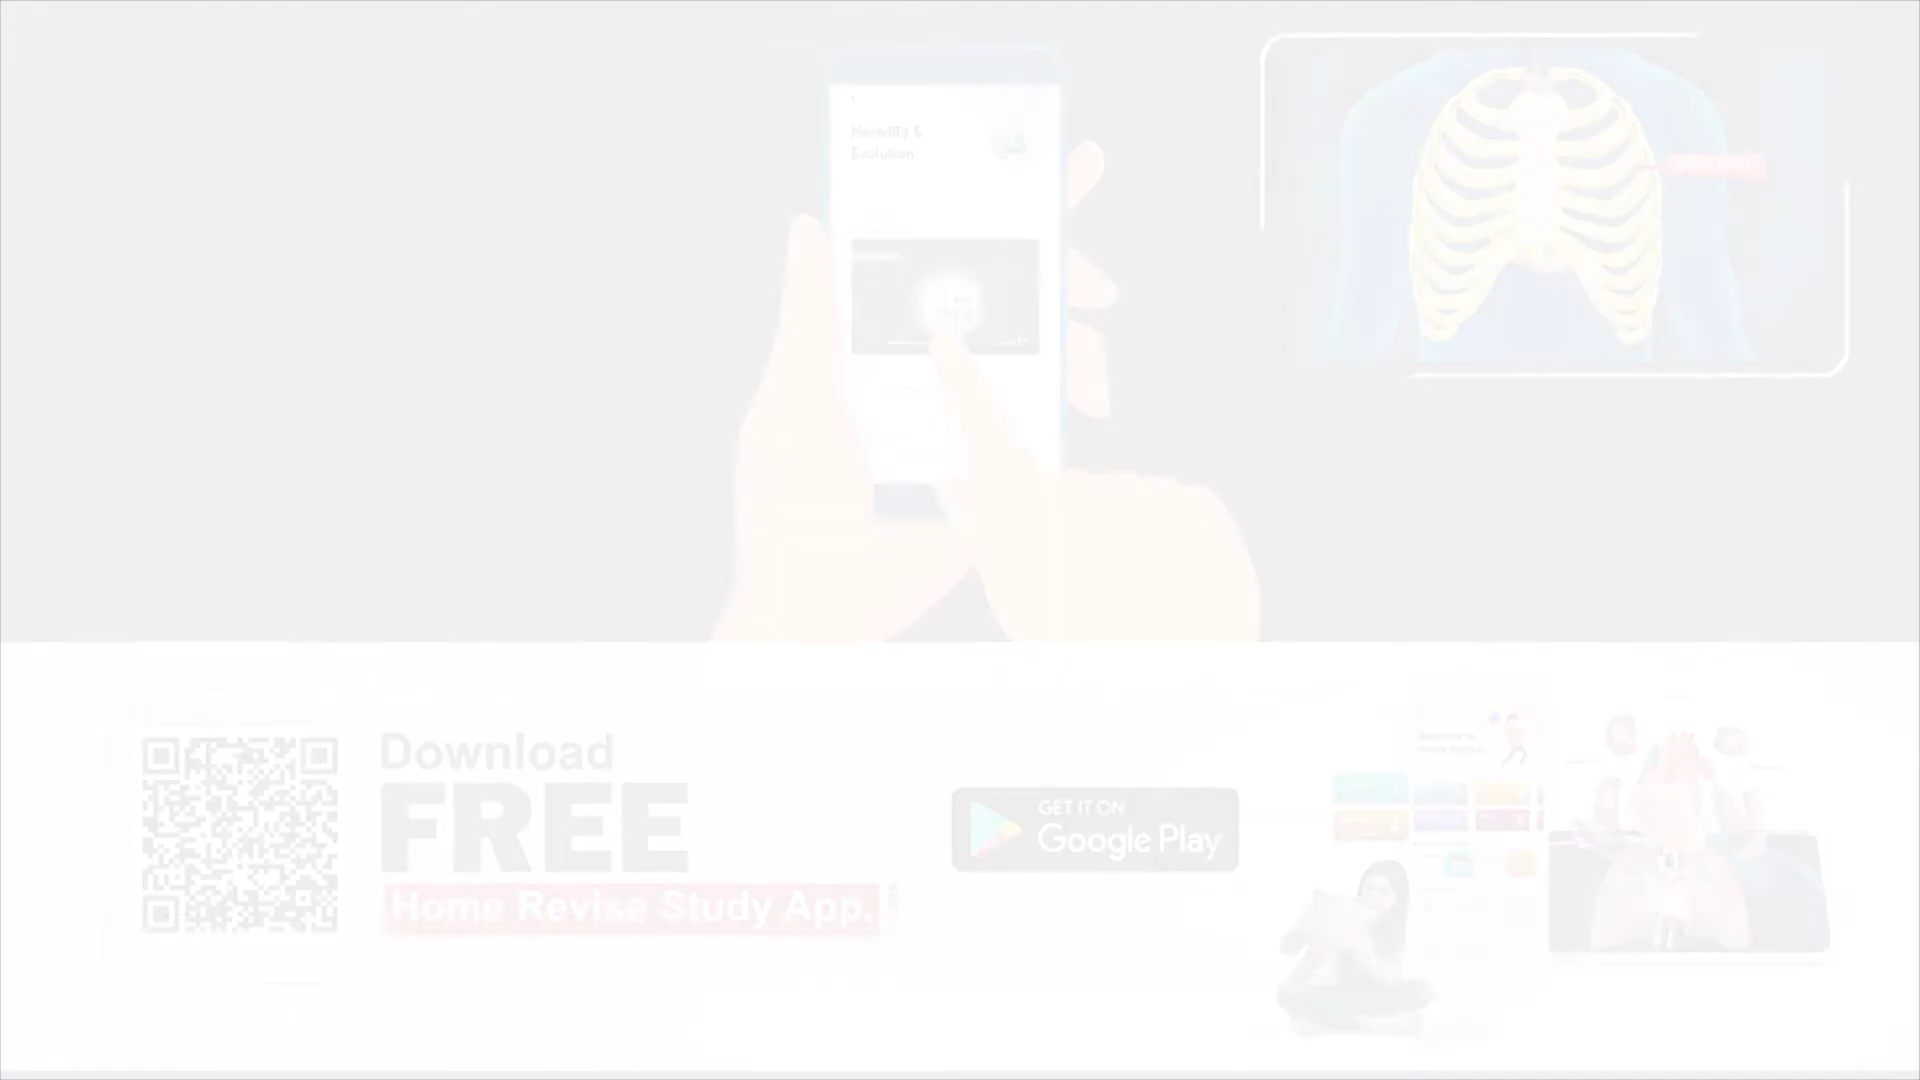 Heredity &
Evolution
Download
FREE
Home Revise Study App.
GET IT ON
Google Play